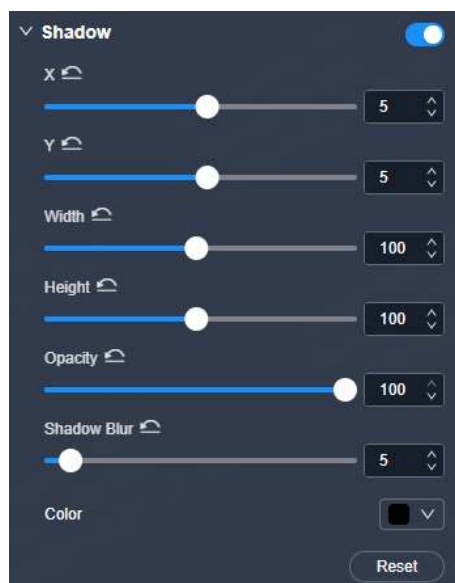 Shadow
X
5
Y
5
Width
100
Height
100
Opacity
100
Shadow Blur
5
Color
Reset